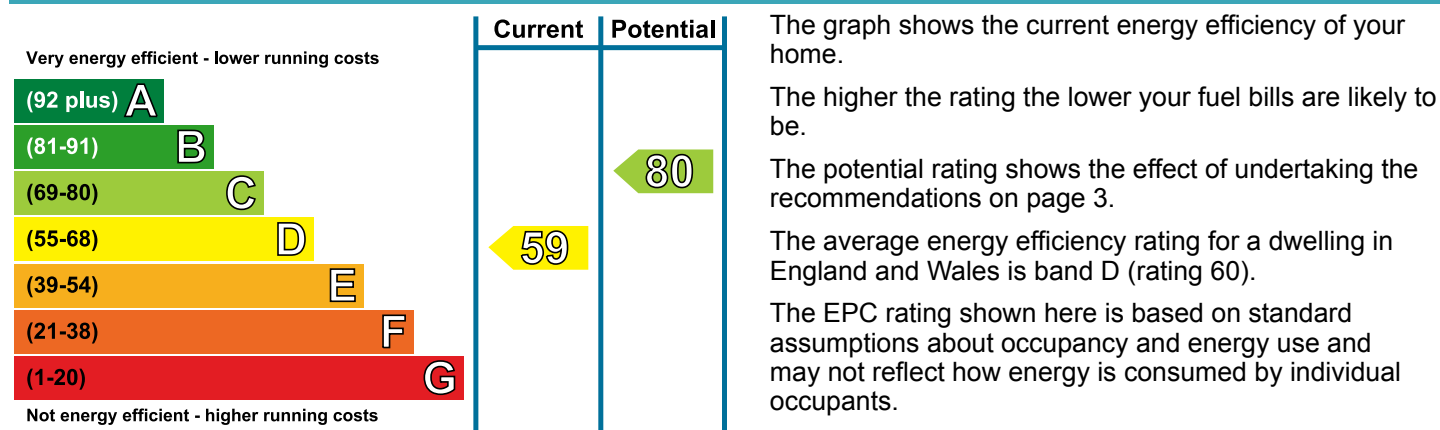 Current Potential
Very energy efficient - lower running costs
(92 plus) A
(81-91) B
(69-80) C
(55-68) D
(39-54) E
(21-38) F
(1-20) G
Not energy efficient - higher running costs
59
80
The graph shows the current energy efficiency of your
home.
The higher the rating the lower your fuel bills are likely to
be.
The potential rating shows the effect of undertaking the
recommendations on page 3.
The average energy efficiency rating for a dwelling in
England and Wales is band D (rating 60).
The EPC rating shown here is based on standard
assumptions about occupancy and energy use and
may not reflect how energy is consumed by individual
occupants.